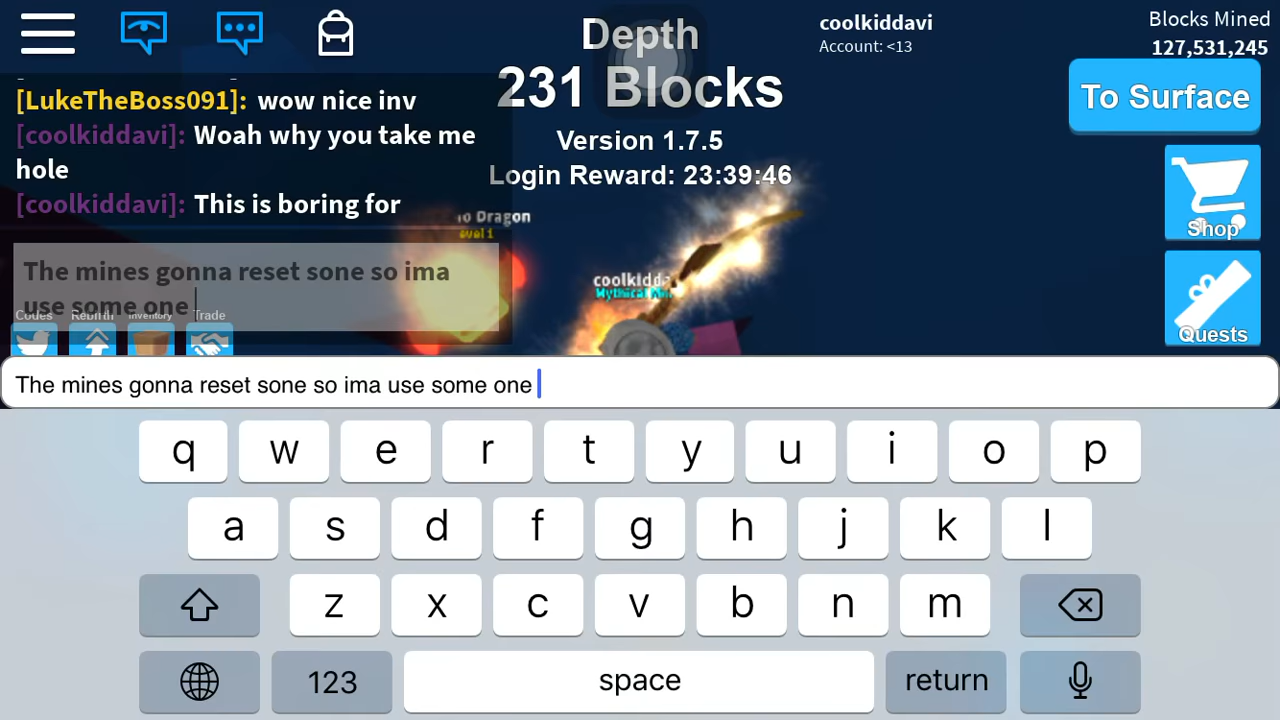 Depth
231 Blocks
Version 1.7.5
Login Reward: 23:39:46
coolkiddavi
Account: <13
Blocks Mined
127,531,245
To Surface
[LukeTheBoss091]: wow nice inv
[coolkiddavi]: Woah why you take me
hole
[coolkiddavi]: This is boring for
The mines gonna reset sone so ima
use some one
Codes
Rebirth
Inventory
Trade
Dragon
coolkidda
Shop
Quests
The mines gonna reset sone so ima use some one
q w e r t y u i o p
a s d f g h j k l
z x c v b n m
123
space
return